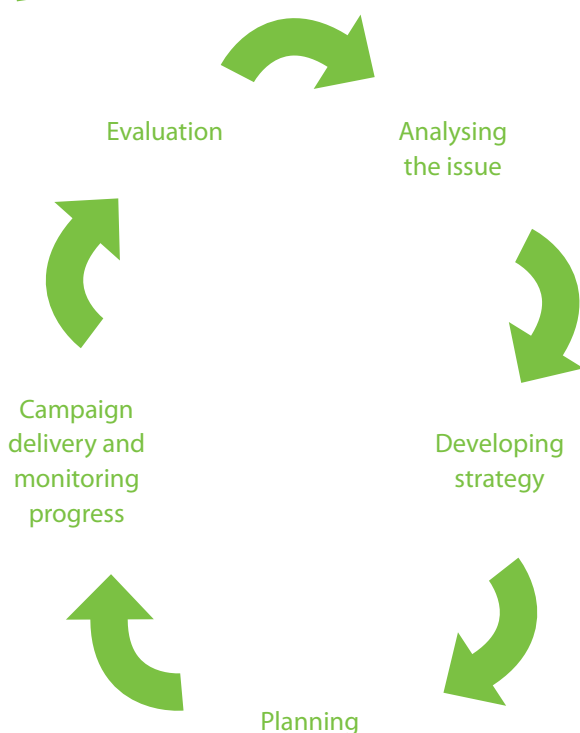 Evaluation
Analysing
the issue
Developing
strategy
Planning
Campaign
delivery and
monitoring
progress